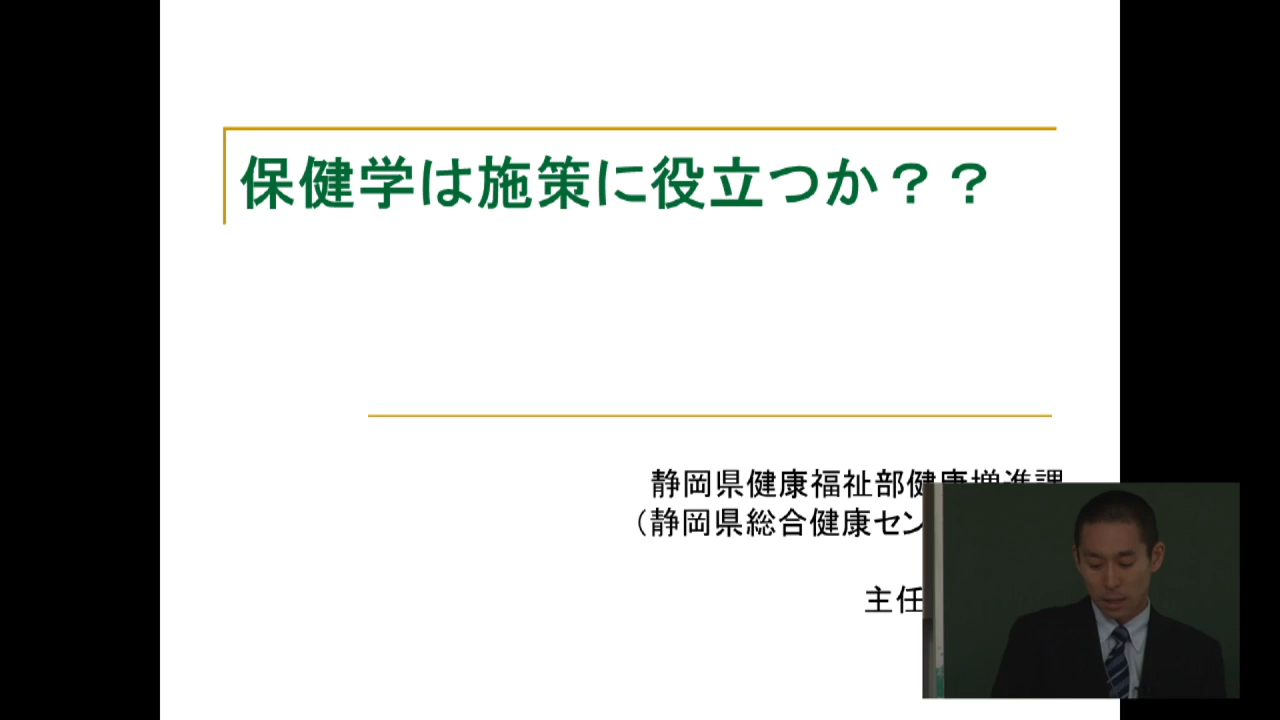 保健学は施策に役立つか？？
静岡県健康福祉部健康増進課
（静岡県総合健康セン
主任